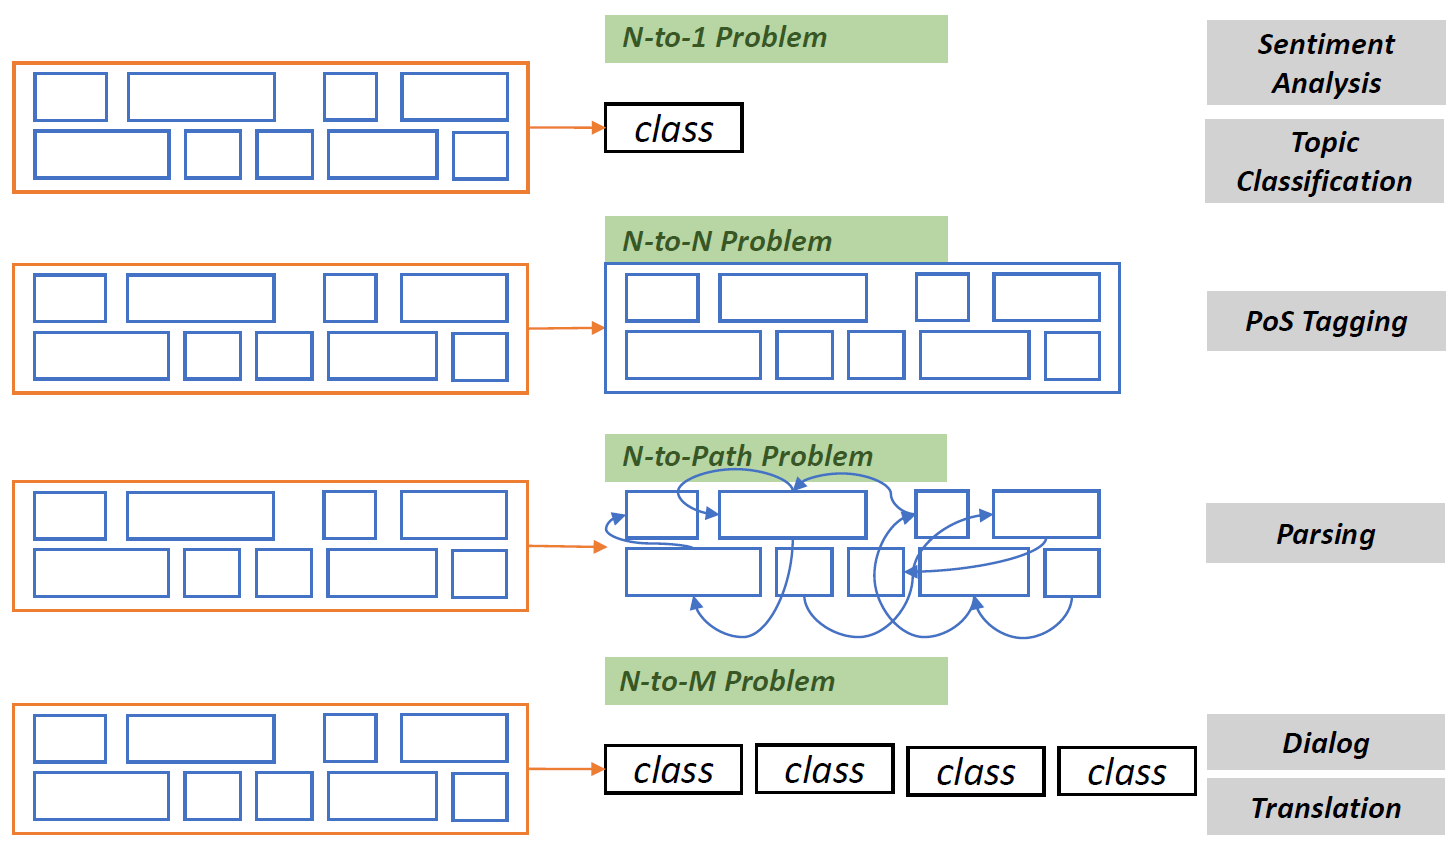 N-to-1 Problem
Sentiment
Analysis
class
Topic
Classification
N-to-N Problem
PoS Tagging
N-to-Path Problem
Parsing
N-to-M Problem
class class class class
Dialog
Translation